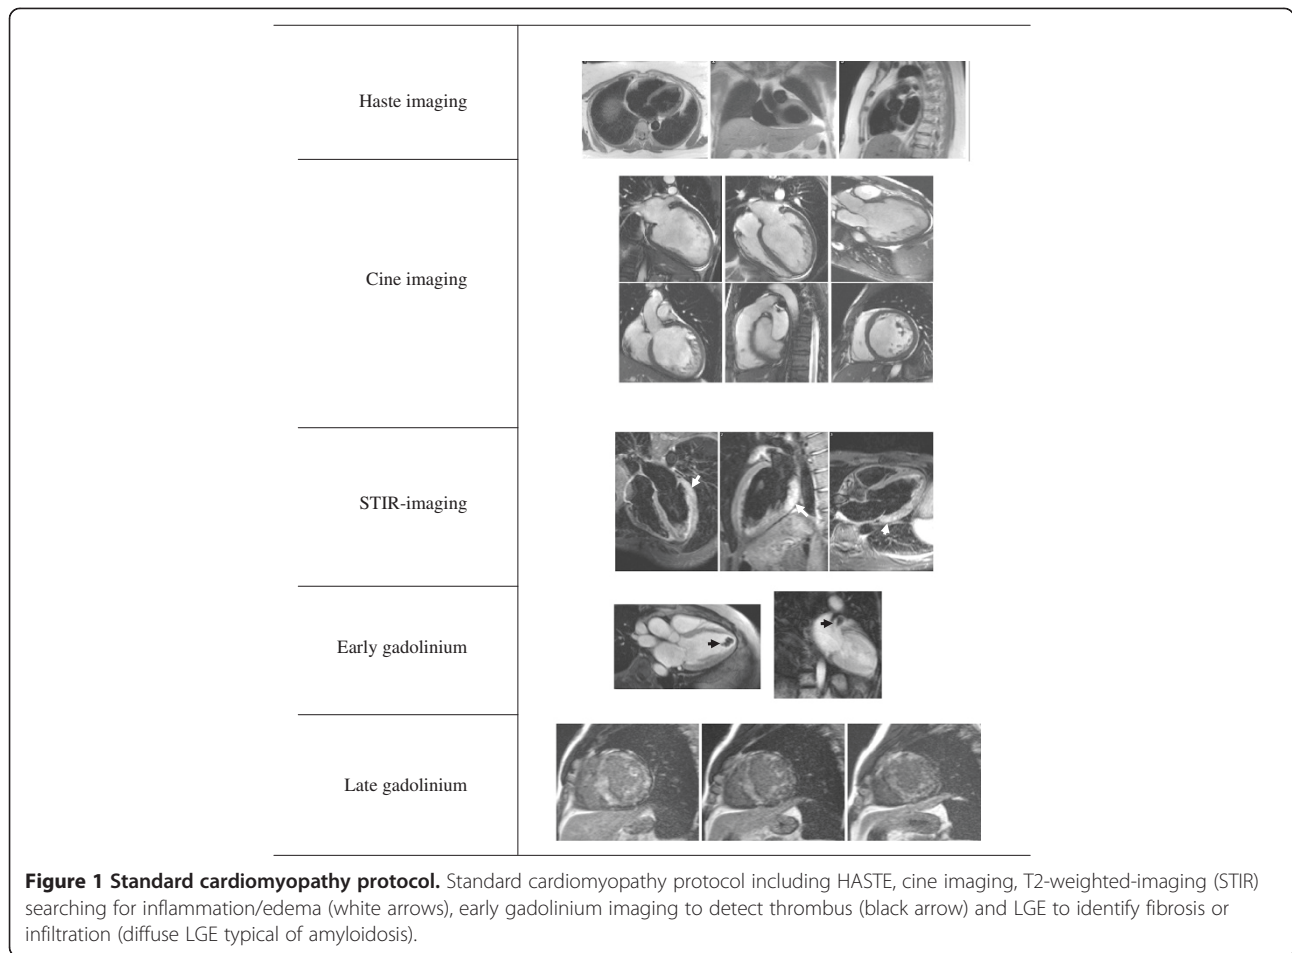 Haste imaging
Cine imaging
STIR-imaging
Early gadolinium
Late gadolinium
Figure 1 Standard cardiomyopathy protocol. Standard cardiomyopathy protocol including HASTE, cine imaging, T2-weighted-imaging (STIR)
searching for inflammation/edema (white arrows), early gadolinium imaging to detect thrombus (black arrow) and LGE to identify fibrosis or
infiltration (diffuse LGE typical of amyloidosis).